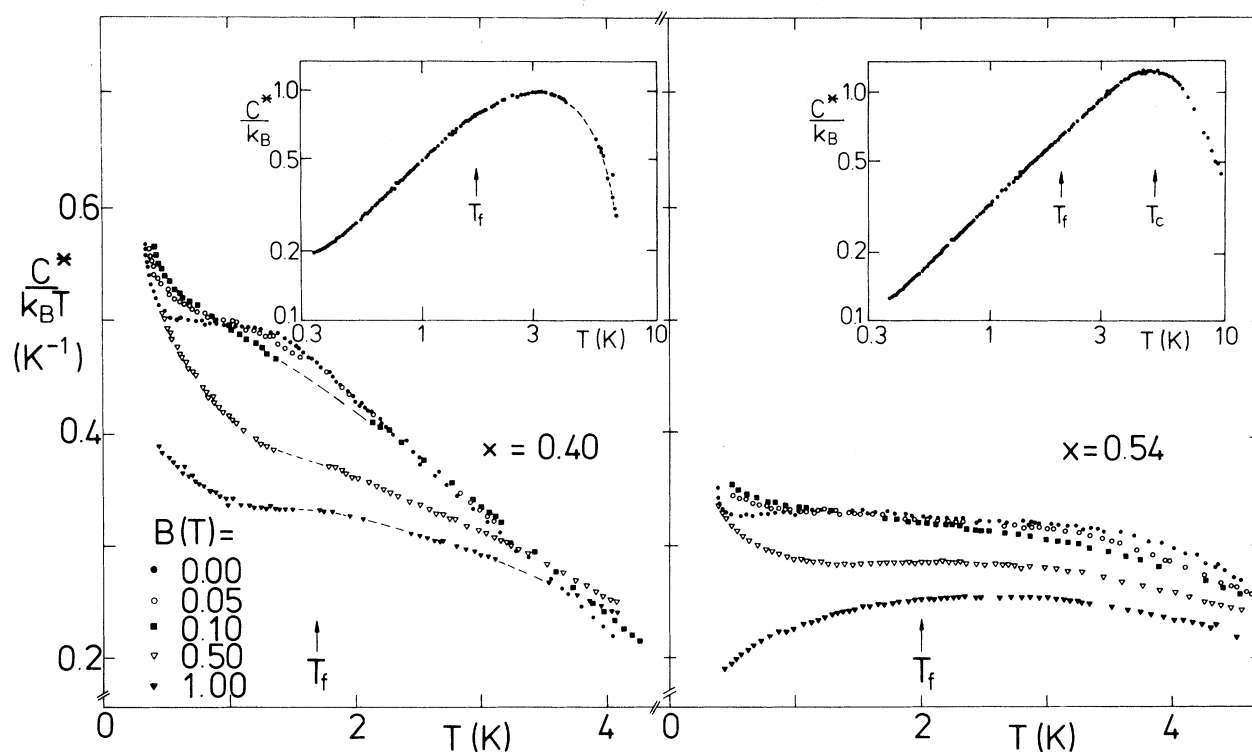 C*
k_B T
(K⁻¹)
0.6
0.4
0.2
C*
k_B
1.0
0.5
0.2
0.1
0.3
1
3
T (K)
10
T_f
x = 0.40
B(T)=
• 0.00
○ 0.05
■ 0.10
▽ 0.50
▼ 1.00
T_f
0
2
T (K)
4
C*
k_B
1.0
0.5
0.2
0.1
0.3
1
3
T (K)
10
T_f
T_c
x=0.54
T_f
0
2
T (K)
4